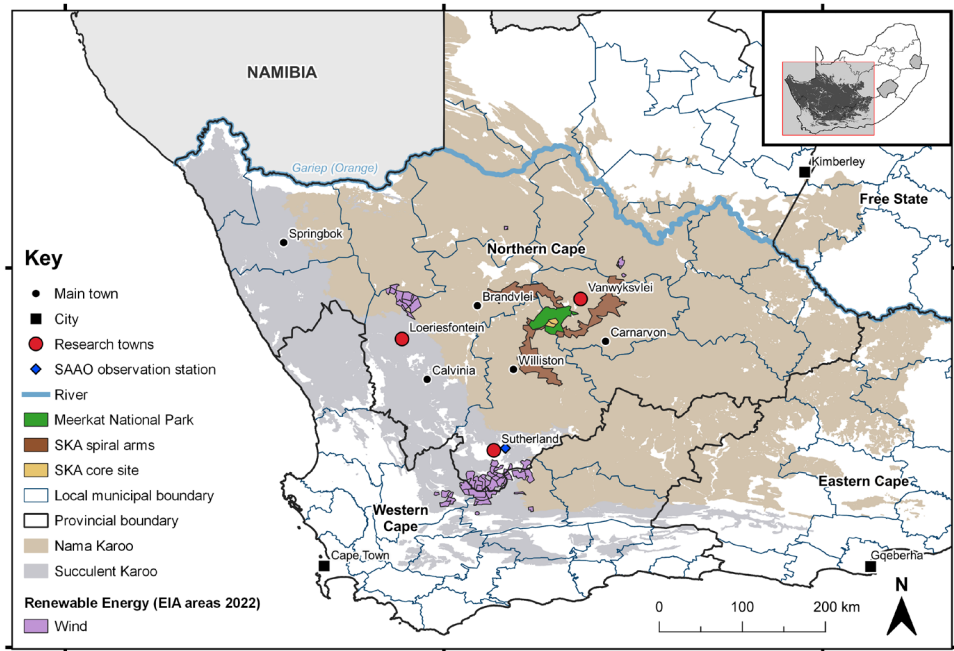 NAMIBIA
Gariep (Orange)
Kimberley
Free State
Springbok
Northern Cape
Key
Main town
City
Research towns
SAAO observation station
River
Meerkat National Park
SKA spiral arms
SKA core site
Local municipal boundary
Provincial boundary
Nama Karoo
Succulent Karoo
Renewable Energy (EIA areas 2022)
Wind
Brandvlei
Vanwyksvlei
Loeriesfontein
Carnarvon
Williston
Calvinia
Sutherland
Western
Cape
Eastern Cape
Cape Town
Gqeberha
N
0 100 200 km